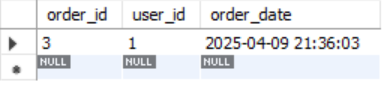 order_id user_id order_date
3 1 2025-04-09 21:36:03
NULL NULL NULL